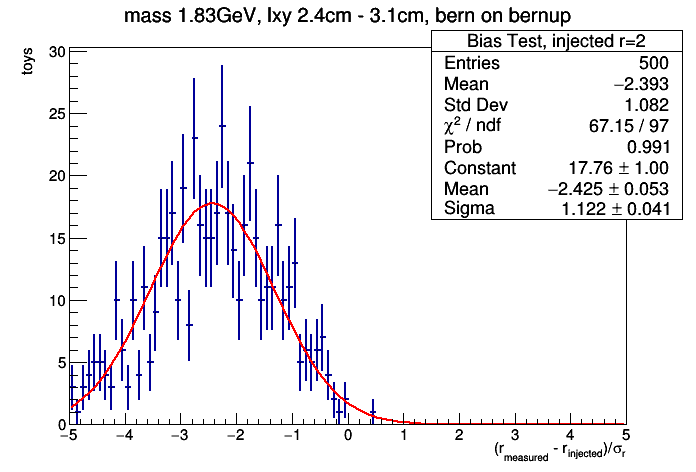 mass 1.83GeV, lxy 2.4cm - 3.1cm, bern on bernup
Bias Test, injected r=2
Entries 500
Mean −2.393
Std Dev 1.082
χ² / ndf 67.15 / 97
Prob 0.991
Constant 17.76 ± 1.00
Mean −2.425 ± 0.053
Sigma 1.122 ± 0.041
toys
30
25
20
15
10
5
0
−5 −4 −3 −2 −1 0 1 2 3 4 5
(r_measured - r_injected)/σ_r